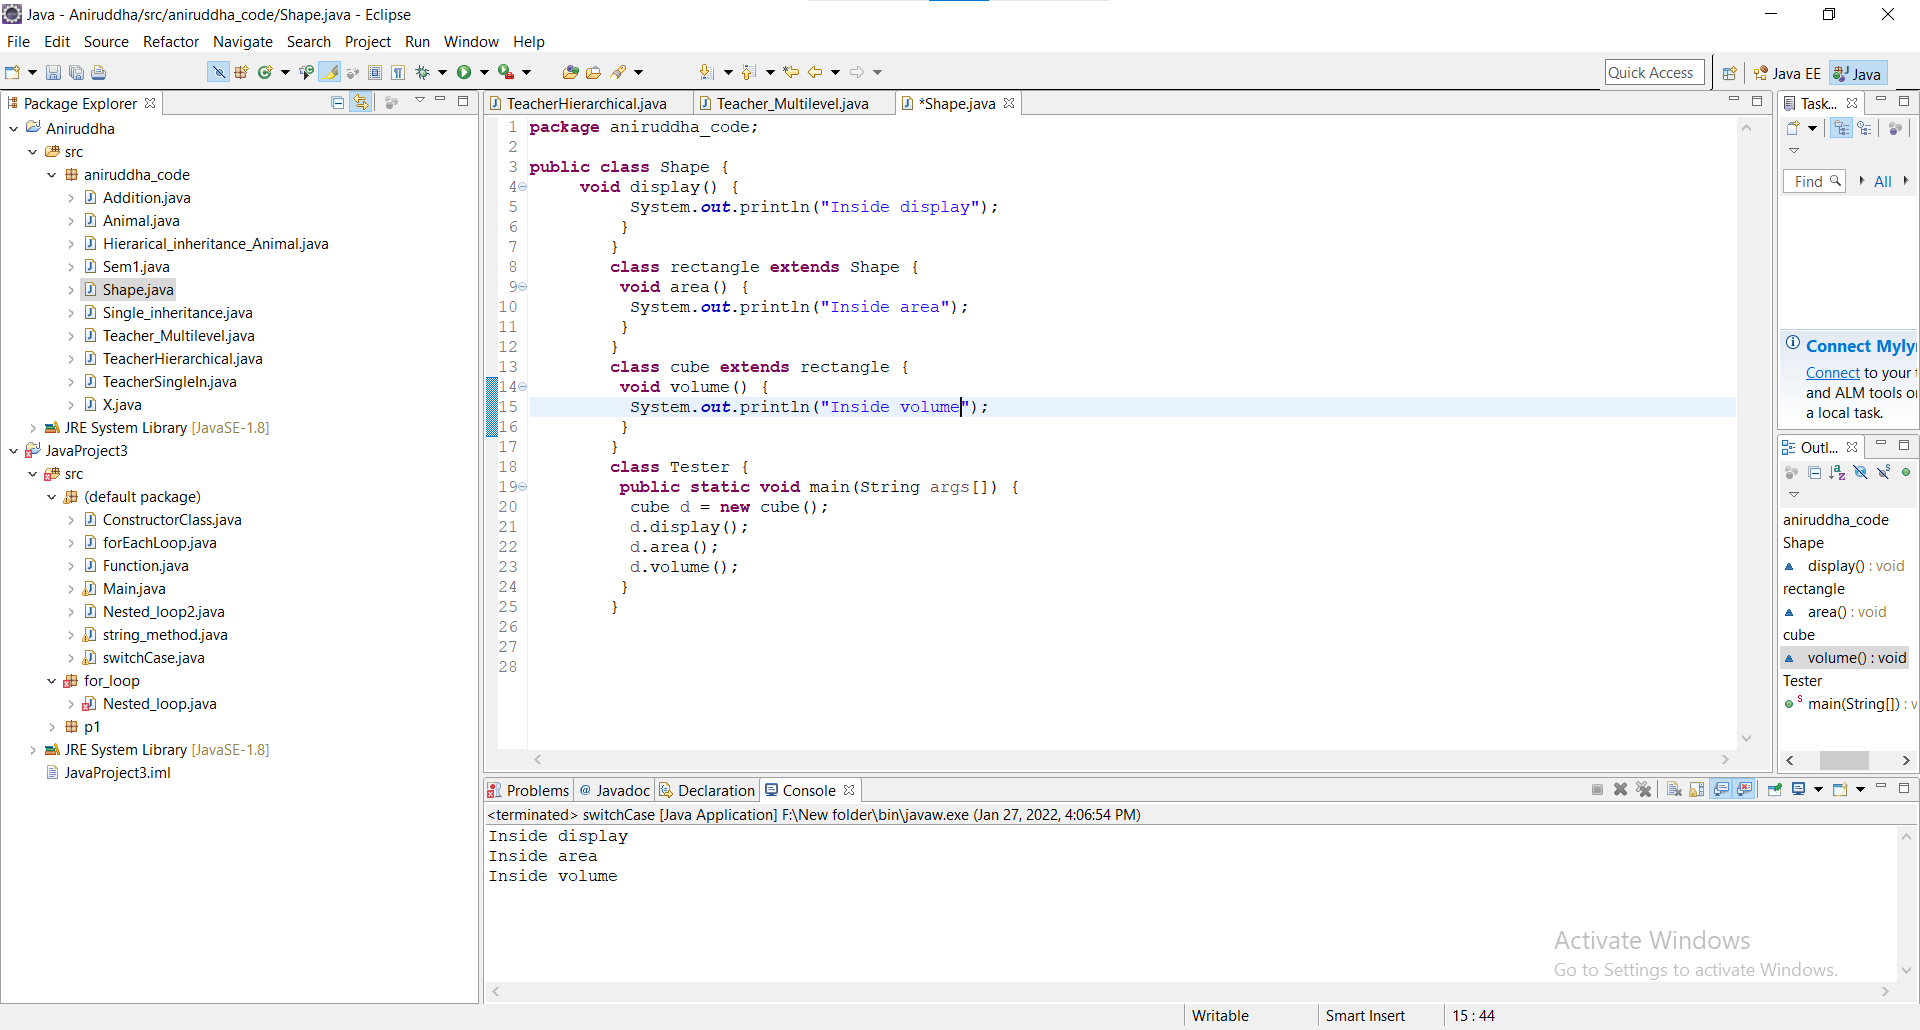 Java - Aniruddha/src/aniruddha_code/Shape.java - Eclipse
File Edit Source Refactor Navigate Search Project Run Window Help
Quick Access Java EE Java
Package Explorer
Aniruddha
src
aniruddha_code
Addition.java
Animal.java
Hierarical_inheritance_Animal.java
Sem1.java
Shape.java
Single_inheritance.java
Teacher_Multilevel.java
TeacherHierarchical.java
TeacherSingleIn.java
X.java
JRE System Library [JavaSE-1.8]
JavaProject3
src
(default package)
ConstructorClass.java
forEachLoop.java
Function.java
Main.java
Nested_loop2.java
string_method.java
switchCase.java
for_loop
Nested_loop.java
p1
JRE System Library [JavaSE-1.8]
JavaProject3.iml
TeacherHierarchical.java Teacher_Multilevel.java *Shape.java
1 package aniruddha_code;
2
3 public class Shape {
4 void display() {
5 System.out.println("Inside display");
6 }
7 }
8 class rectangle extends Shape {
9 void area() {
10 System.out.println("Inside area");
11 }
12 }
13 class cube extends rectangle {
14 void volume() {
15 System.out.println("Inside volume");
16 }
17 }
18 class Tester {
19 public static void main(String args[]) {
20 cube d = new cube();
21 d.display();
22 d.area();
23 d.volume();
24 }
25 }
26
27
28
Task...
Find All
Connect Myly
Connect to your
and ALM tools o
a local task.
Outl...
aniruddha_code
Shape
display() : void
rectangle
area() : void
cube
volume() : void
Tester
main(String[]) : v
Problems @ Javadoc Declaration Console
<terminated> switchCase [Java Application] F:\New folder\bin\javaw.exe (Jan 27, 2022, 4:06:54 PM)
Inside display
Inside area
Inside volume
Activate Windows
Go to Settings to activate Windows.
Writable Smart Insert 15 : 44